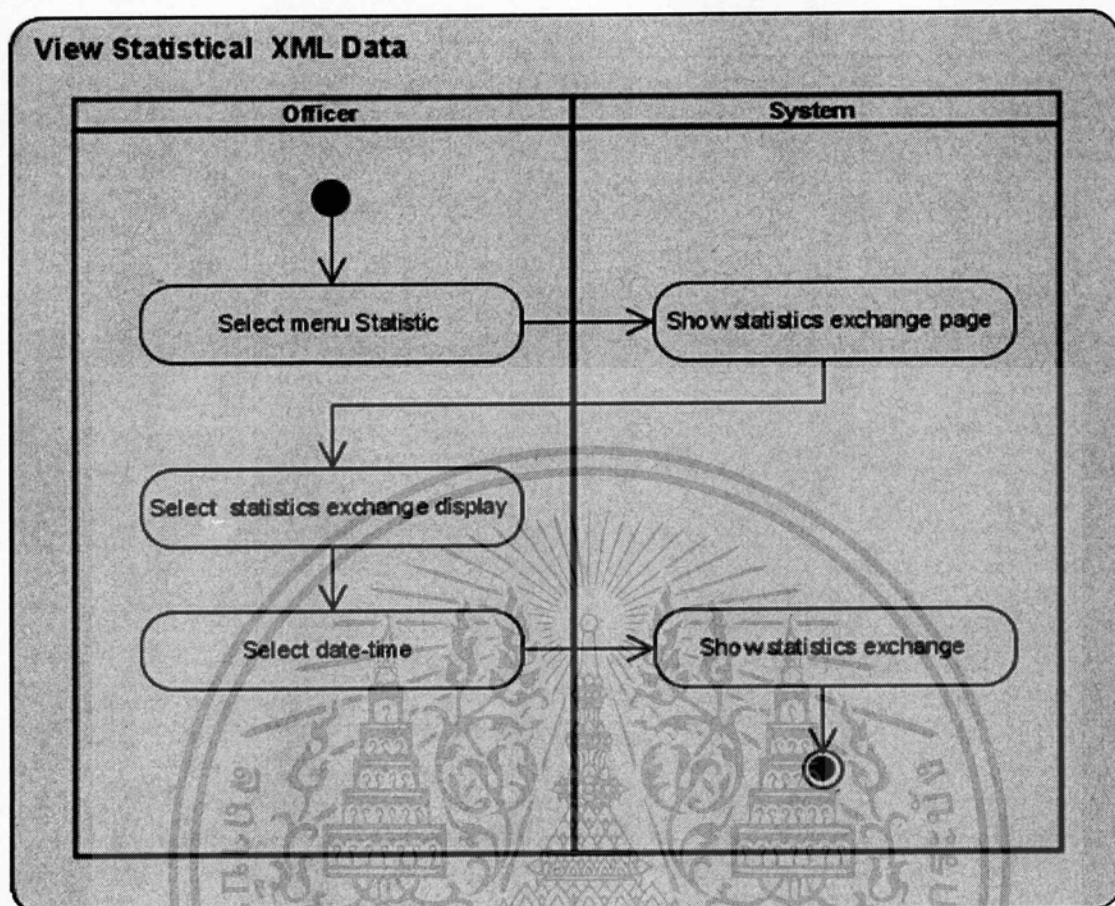 View Statistical XML Data
Officer
System
Select menu Statistic
Show statistics exchange page
Select statistics exchange display
Select date-time
Show statistics exchange